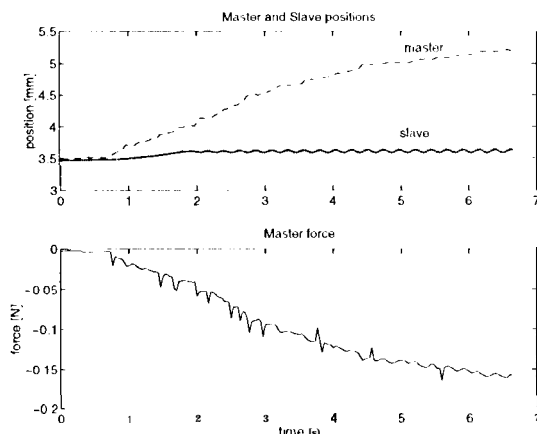 Master and Slave positions
5.5
5
4.5
4
3.5
3
position [mm]
master
slave
0 1 2 3 4 5 6 7
Master force
0
-0.05
-0.1
-0.15
-0.2
force [N]
0 1 2 3 4 5 6 7
time [s]